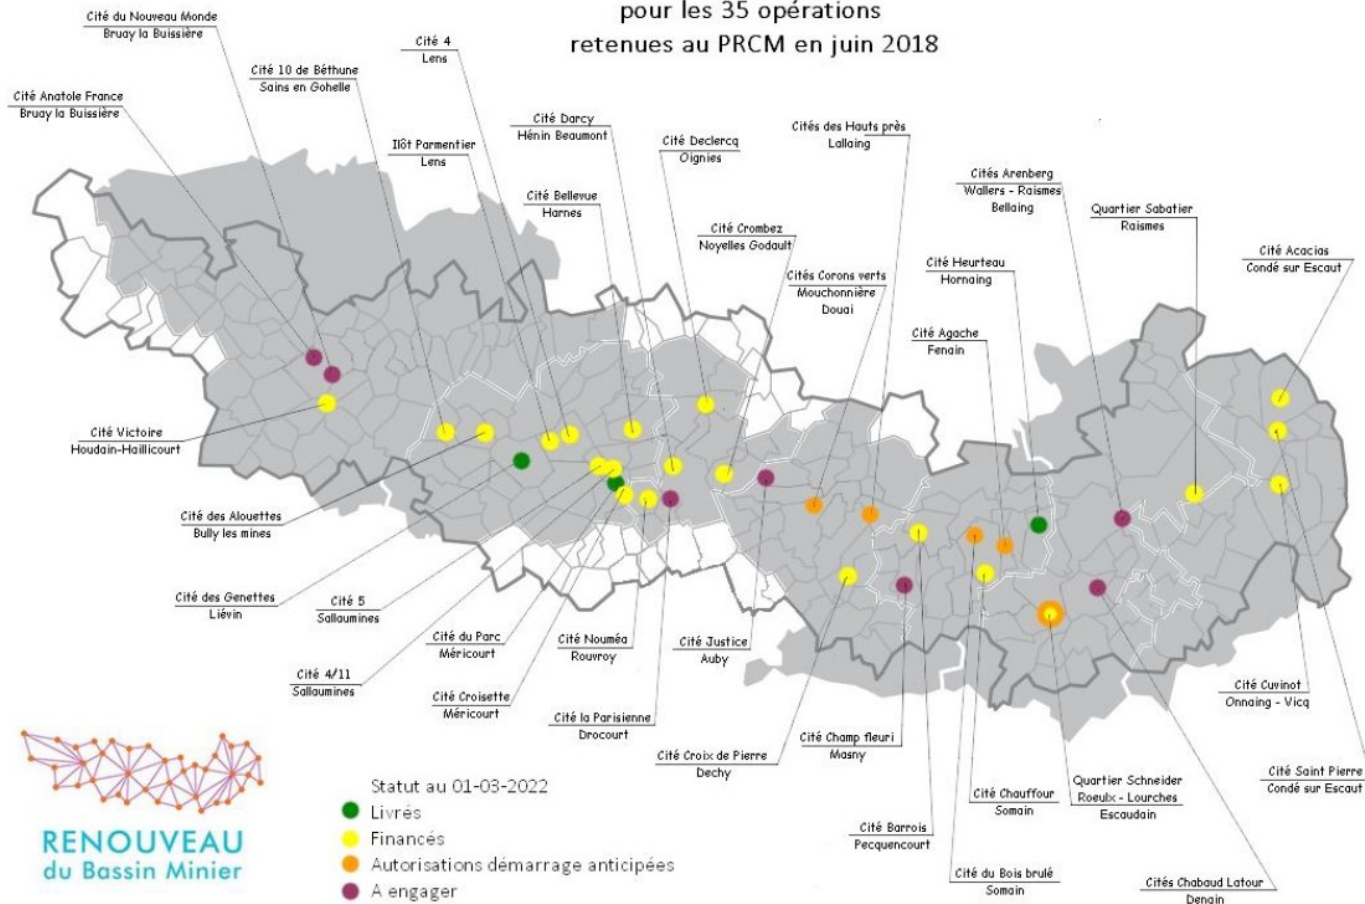 pour les 35 opérations
retenues au PRCM en juin 2018
Cité du Nouveau Monde
Bruay la Buissière
Cité 4
Lens
Cité 10 de Béthune
Sains en Gohelle
Cité Anatole France
Bruay la Buissière
Cité Darcy
Hénin Beaumont
Cités des Hauts près
Lallaing
Cité Declercq
Oignies
Ilôt Parmentier
Lens
Cités Arenberg
Wallers - Raismes
Bellaing
Cité Bellevue
Harnes
Quartier Sabatier
Raismes
Cité Crombez
Noyelles Godault
Cité Acacias
Condé sur Escaut
Cité Heurteau
Hornaing
Cités Corons verts
Mouchonnière
Douai
Cité Agache
Fenain
Cité Victoire
Houdain-Haillicourt
Cité des Alouettes
Bully les mines
Cité des Genettes
Liévin
Cité 5
Sallaumines
Cité du Parc
Méricourt
Cité Nouméa
Rouvroy
Cité Justice
Auby
Cité 4/11
Sallaumines
Cité Croisette
Méricourt
Cité Cuvinot
Onnaing - Vicq
Cité la Parisienne
Drocourt
Cité Champ fleuri
Masny
Cité Croix de Pierre
Dechy
Cité Saint Pierre
Condé sur Escaut
Quartier Schneider
Roeulx - Lourches
Escaudain
Cité Chauffour
Somain
Cité Barrois
Pecquencourt
Cité du Bois brulé
Somain
Cités Chabaud Latour
Denain
Statut au 01-03-2022
Livrés
Financés
Autorisations démarrage anticipées
A engager
RENOUVEAU
du Bassin Minier